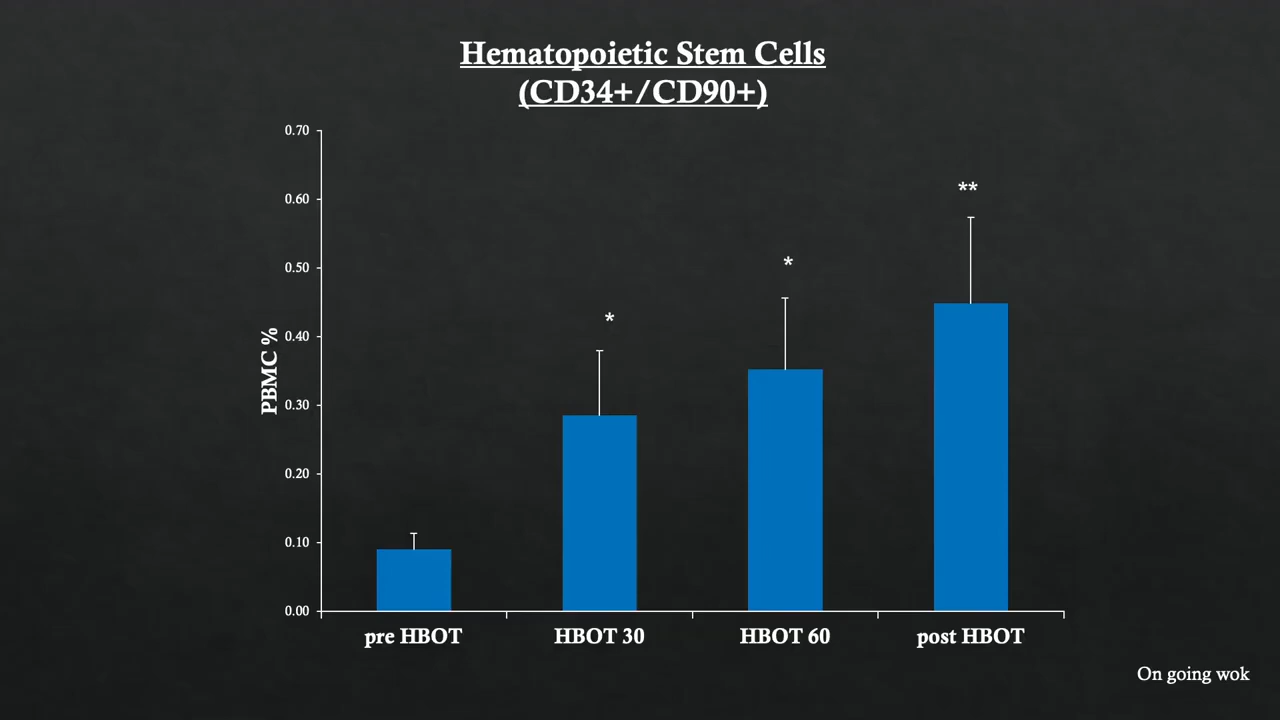 Hematopoietic Stem Cells
(CD34+/CD90+)
0.70
0.60
0.50
0.40
0.30
0.20
0.10
0.00
PBMC %
*
*
**
pre HBOT
HBOT 30
HBOT 60
post HBOT
On going wok